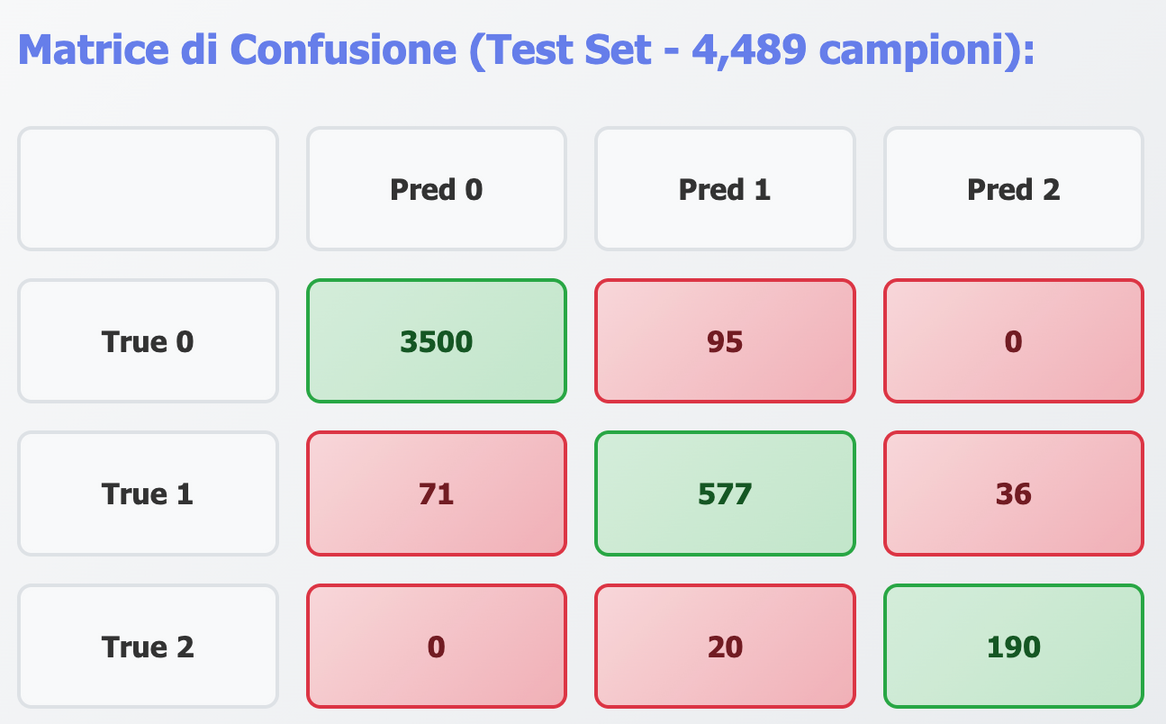 Matrice di Confusione (Test Set - 4,489 campioni):
Pred 0 Pred 1 Pred 2
True 0 3500 95 0
True 1 71 577 36
True 2 0 20 190